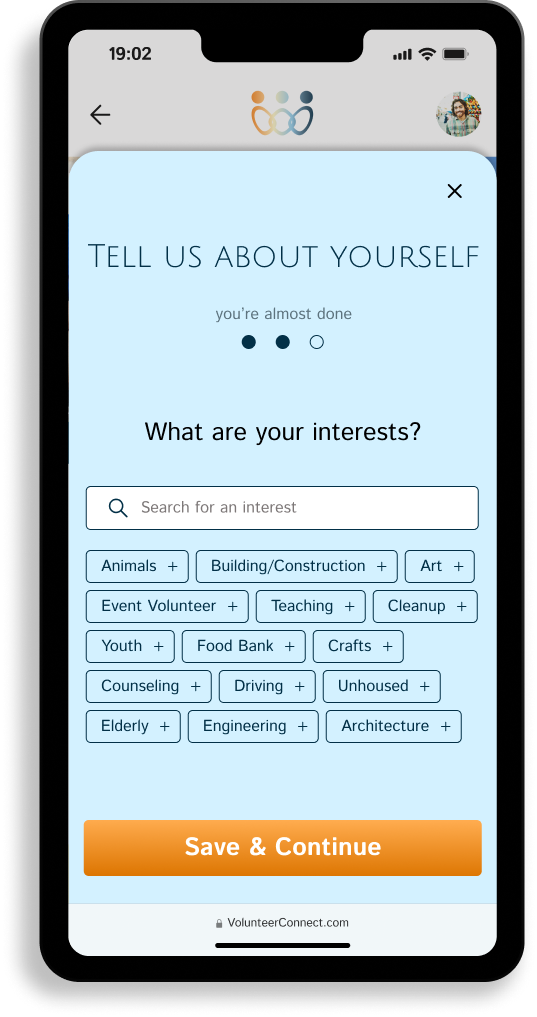 19:02
TELL US ABOUT YOURSELF
you're almost done
What are your interests?
Search for an interest
Animals + Building/Construction + Art +
Event Volunteer + Teaching + Cleanup +
Youth + Food Bank + Crafts +
Counseling + Driving + Unhoused +
Elderly + Engineering + Architecture +
Save & Continue
VolunteerConnect.com